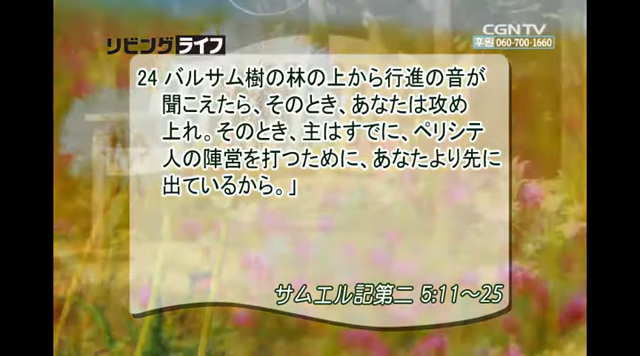 CGNTV
후원 060-700-1660
リビングライフ
24 バルサム樹の林の上から行進の音が
聞こえたら、そのとき、あなたは攻め
上れ。そのとき、主はすでに、ペリシテ
人の陣営を打つために、あなたより先に
出ているから。」
サムエル記第二 5:11～25